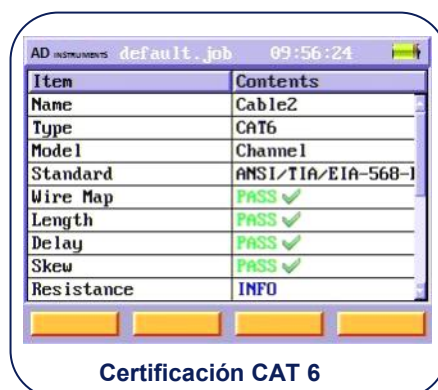 AD INSTRUMENTS default.job 09:56:24
Item Contents
Name Cable2
Type CAT6
Model Channel
Standard ANSI/TIA/EIA-568-
Wire Map PASS
Length PASS
Delay PASS
Skew PASS
Resistance INFO
Certificación CAT 6